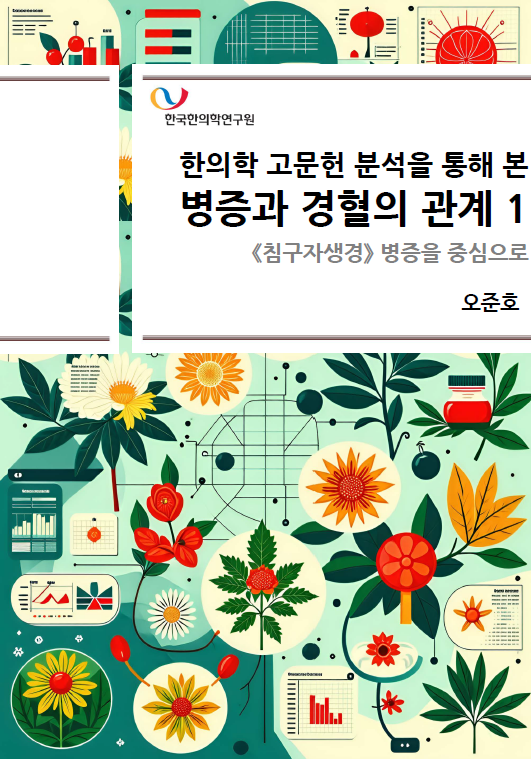 한국한의학연구원
한의학 고문헌 분석을 통해 본
병증과 경혈의 관계 1
《침구자생경》 병증을 중심으로
오준호